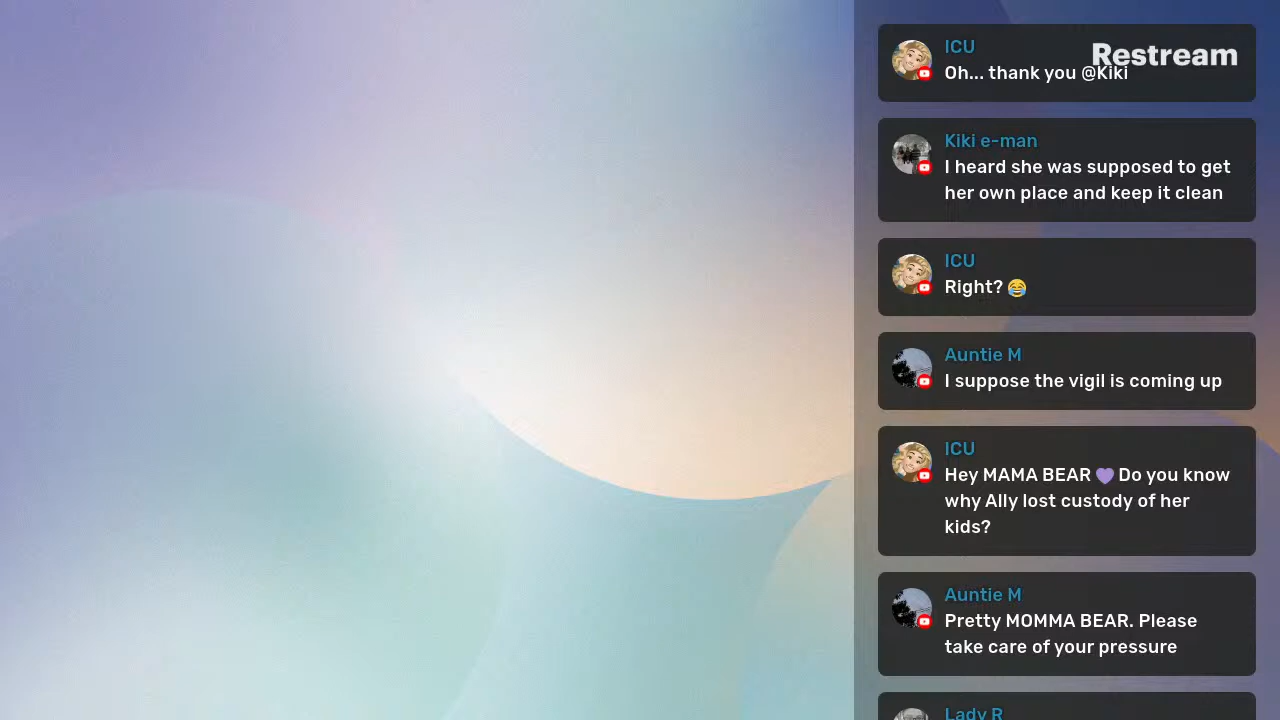 ICU
Restream
Oh... thank you @Kiki
Kiki e-man
I heard she was supposed to get
her own place and keep it clean
ICU
Right? 😂
Auntie M
I suppose the vigil is coming up
ICU
Hey MAMA BEAR 💜 Do you know
why Ally lost custody of her
kids?
Auntie M
Pretty MOMMA BEAR. Please
take care of your pressure
Lady R